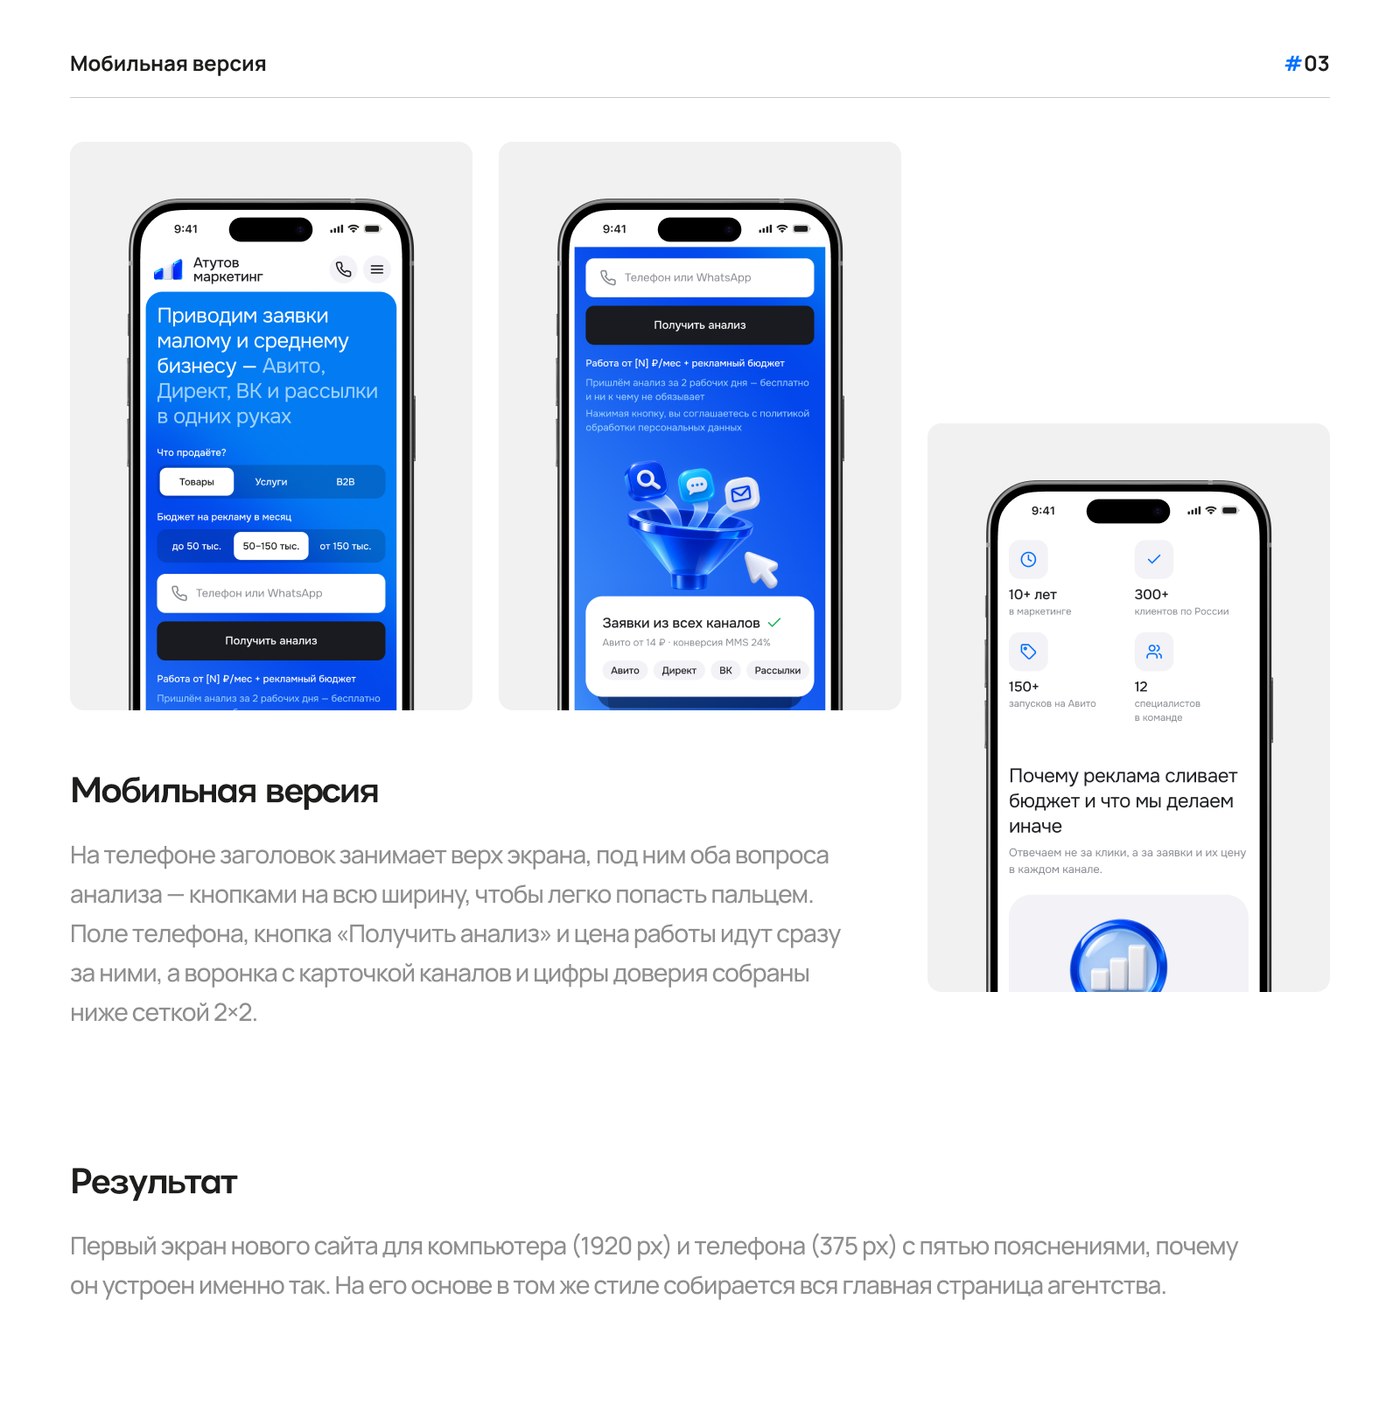 Мобильная версия
#03
9:41
Атутов
маркетинг
Приводим заявки
малому и среднему
бизнесу — Авито,
Директ, ВК и рассылки
в одних руках
Что продаёте?
Товары Услуги B2B
Бюджет на рекламу в месяц
до 50 тыс. 50–150 тыс. от 150 тыс.
Телефон или WhatsApp
Получить анализ
Работа от [N] ₽/мес + рекламный бюджет
Пришлём анализ за 2 рабочих дня — бесплатно
9:41
Телефон или WhatsApp
Получить анализ
Работа от [N] ₽/мес + рекламный бюджет
Пришлём анализ за 2 рабочих дня — бесплатно
и ни к чему не обязывает
Нажимая кнопку, вы соглашаетесь с политикой
обработки персональных данных
Заявки из всех каналов
Авито от 14 ₽ · конверсия MMS 24%
Авито Директ ВК Рассылки
9:41
10+ лет
в маркетинге
300+
клиентов по России
150+
запусков на Авито
12
специалистов
в команде
Почему реклама сливает
бюджет и что мы делаем
иначе
Отвечаем не за клики, а за заявки и их цену
в каждом канале.
Мобильная версия
На телефоне заголовок занимает верх экрана, под ним оба вопроса
анализа — кнопками на всю ширину, чтобы легко попасть пальцем.
Поле телефона, кнопка «Получить анализ» и цена работы идут сразу
за ними, а воронка с карточкой каналов и цифры доверия собраны
ниже сеткой 2×2.
Результат
Первый экран нового сайта для компьютера (1920 px) и телефона (375 px) с пятью пояснениями, почему
он устроен именно так. На его основе в том же стиле собирается вся главная страница агентства.